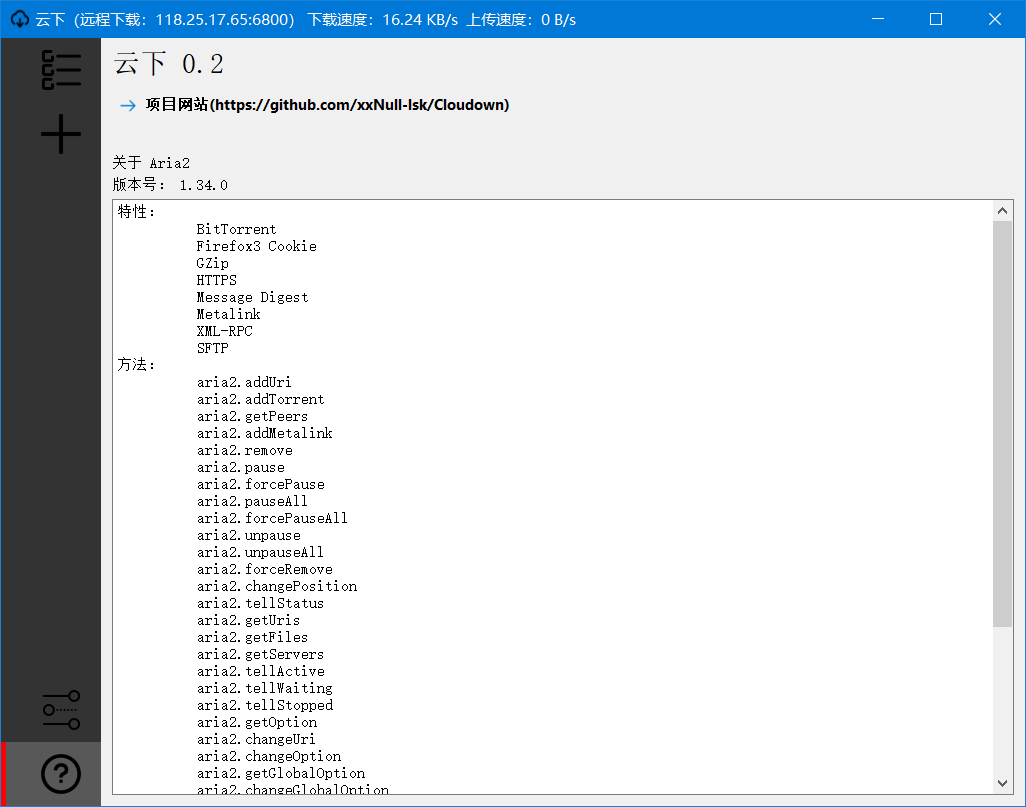 云下（远程下载：118.25.17.65:6800） 下载速度：16.24 KB/s 上传速度：0 B/s
云下 0.2
项目网站(https://github.com/xxNull-lsk/Cloudown)
关于 Aria2
版本号： 1.34.0
特性：
BitTorrent
Firefox3 Cookie
GZip
HTTPS
Message Digest
Metalink
XML-RPC
SFTP
方法：
aria2.addUri
aria2.addTorrent
aria2.getPeers
aria2.addMetalink
aria2.remove
aria2.pause
aria2.forcePause
aria2.pauseAll
aria2.forcePauseAll
aria2.unpause
aria2.unpauseAll
aria2.forceRemove
aria2.changePosition
aria2.tellStatus
aria2.getUris
aria2.getFiles
aria2.getServers
aria2.tellActive
aria2.tellWaiting
aria2.tellStopped
aria2.getOption
aria2.changeUri
aria2.changeOption
aria2.getGlobalOption
aria2.changeGlobalOption